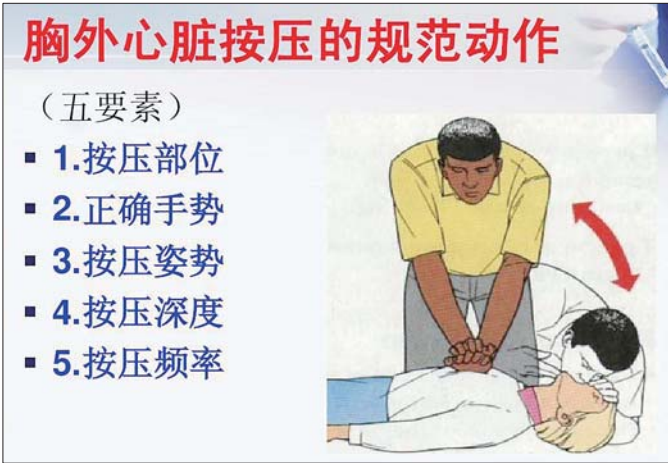 胸外心脏按压的规范动作
（五要素）
▪ 1.按压部位
▪ 2.正确手势
▪ 3.按压姿势
▪ 4.按压深度
▪ 5.按压频率